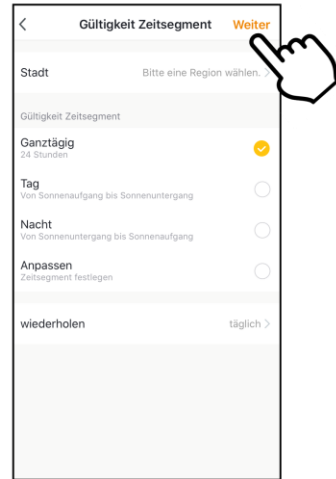 Gültigkeit Zeitsegment Weiter
Stadt Bitte eine Region wählen.
Gültigkeit Zeitsegment
Ganztägig
24 Stunden
Tag
Von Sonnenaufgang bis Sonnenuntergang
Nacht
Von Sonnenuntergang bis Sonnenaufgang
Anpassen
Zeitsegment festlegen
wiederholen täglich